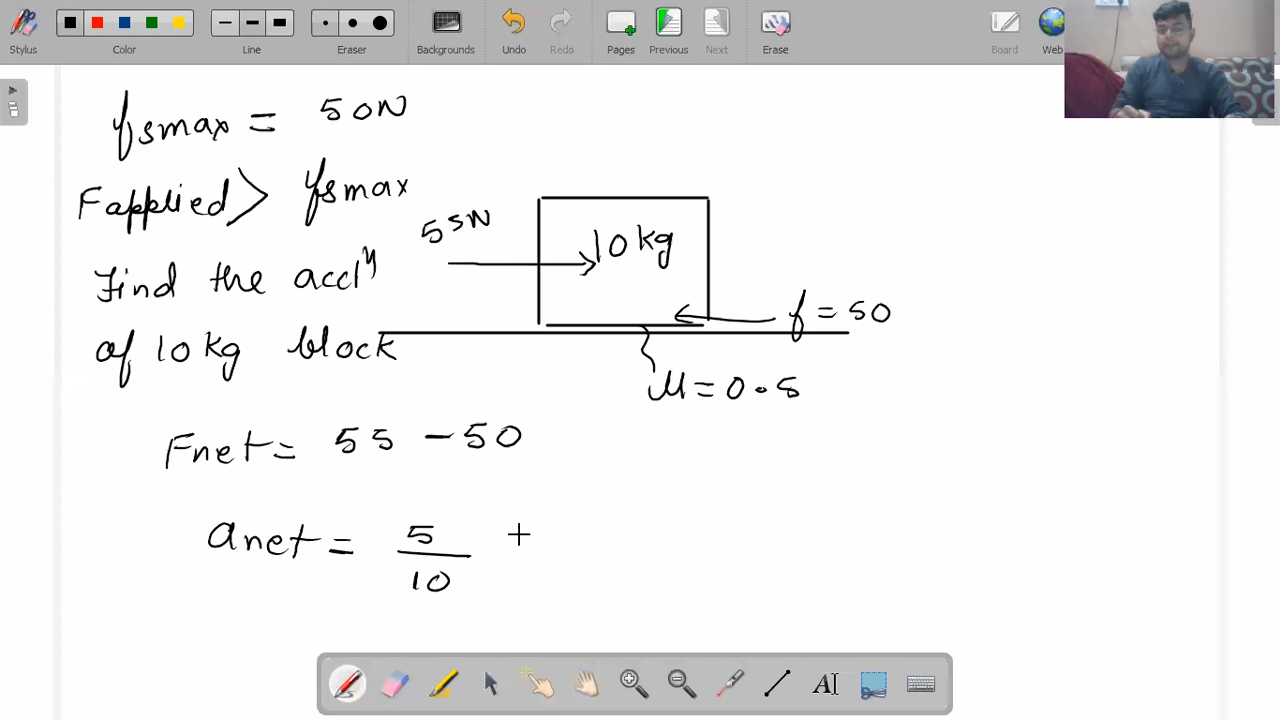 Stylus
Color
Line
Eraser
Backgrounds
Undo
Redo
Pages
Previous
Next
Erase
Board
Web
fsmax = 50N
Fapplied > fsmax
Find the accl^y
of 10kg block
55N
10kg
f = 50
μ = 0.5
Fnet = 55 - 50
anet = 5/10